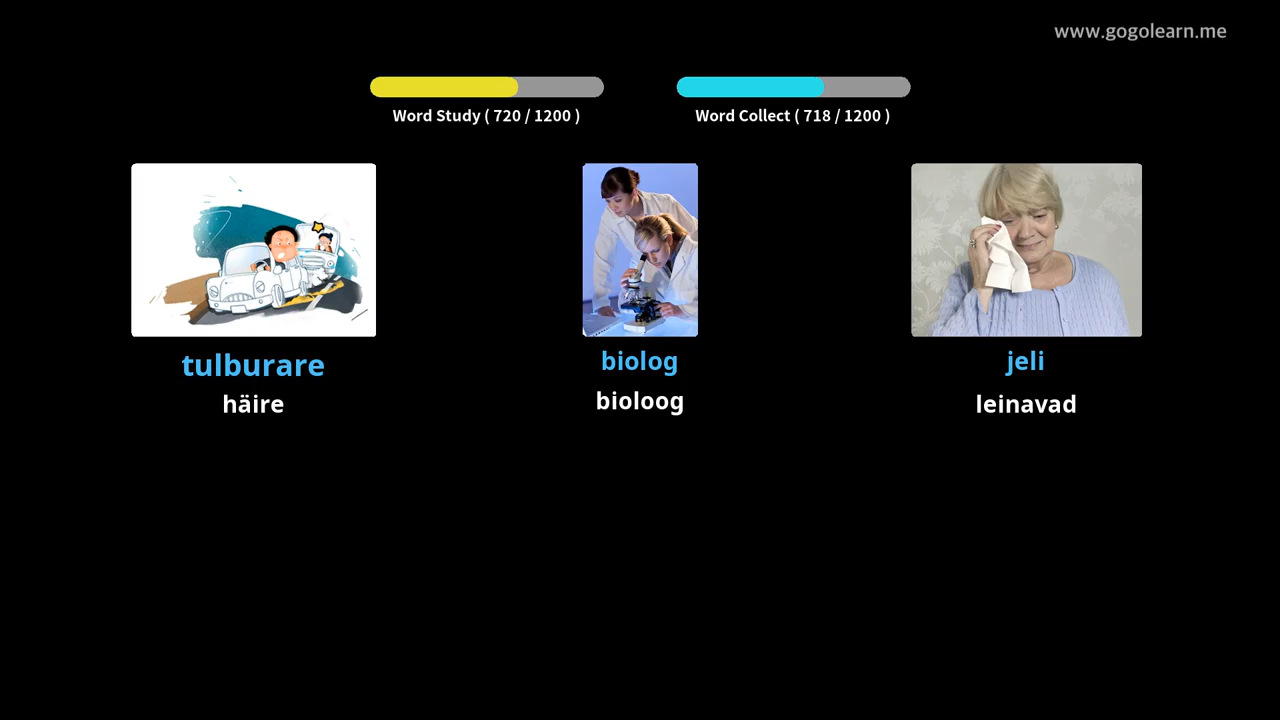 www.gogolearn.me
Word Study ( 720 / 1200 )
Word Collect ( 718 / 1200 )
tulburare
häire
biolog
bioloog
jeli
leinavad